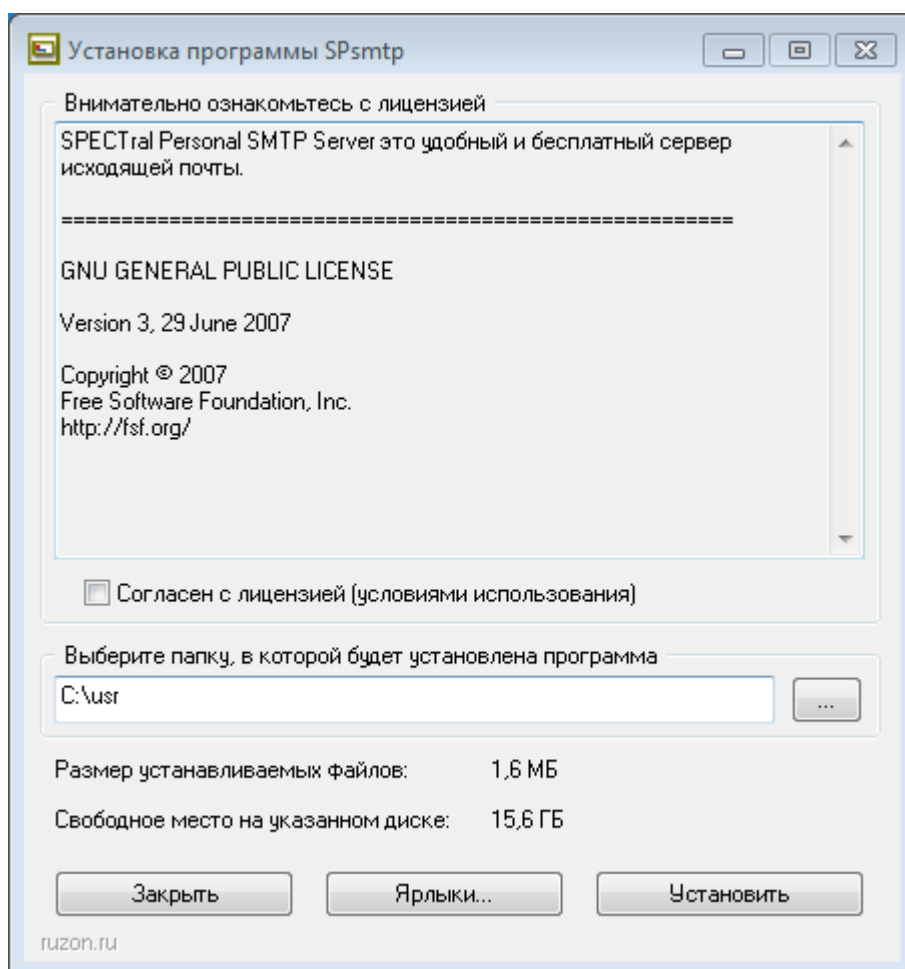 Установка программы SPsmtp
Внимательно ознакомьтесь с лицензией
SPECTral Personal SMTP Server это удобный и бесплатный сервер
исходящей почты.
========================================================
GNU GENERAL PUBLIC LICENSE
Version 3, 29 June 2007
Copyright © 2007
Free Software Foundation, Inc.
http://fsf.org/
Согласен с лицензией (условиями использования)
Выберите папку, в которой будет установлена программа
C:\usr
...
Размер устанавливаемых файлов: 1,6 МБ
Свободное место на указанном диске: 15,6 ГБ
Закрыть Ярлыки... Установить
ruzon.ru